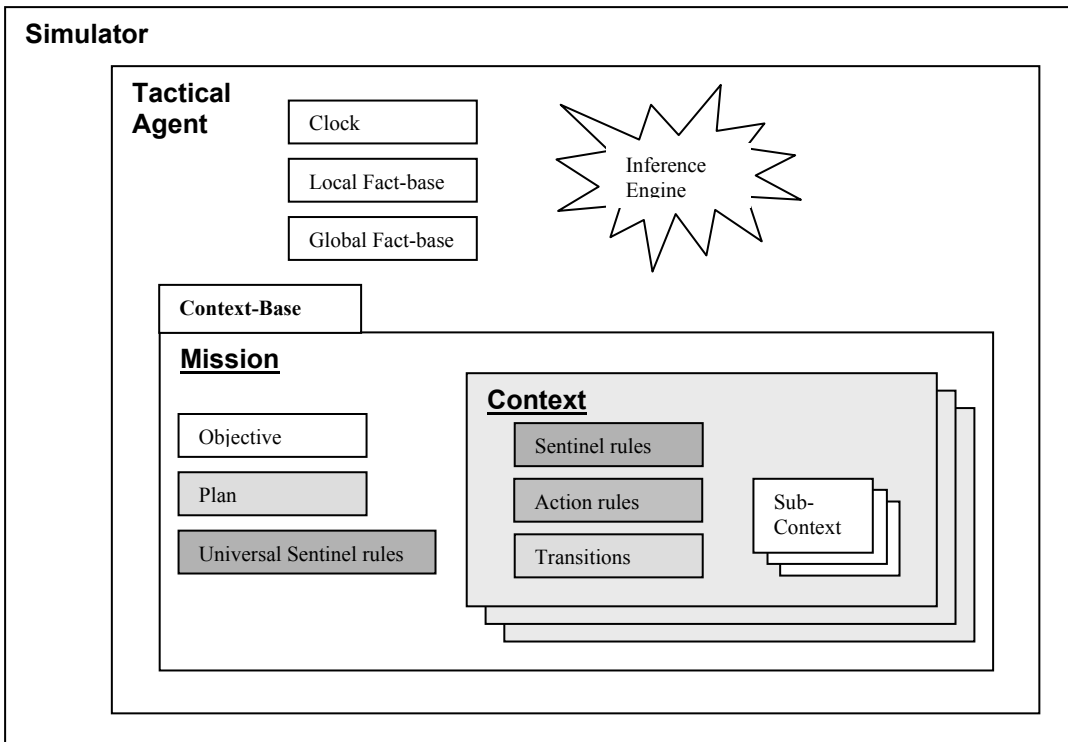 Simulator
Tactical
Agent
Clock
Local Fact-base
Global Fact-base
Inference
Engine
Context-Base
Mission
Objective
Plan
Universal Sentinel rules
Context
Sentinel rules
Action rules
Transitions
Sub-
Context